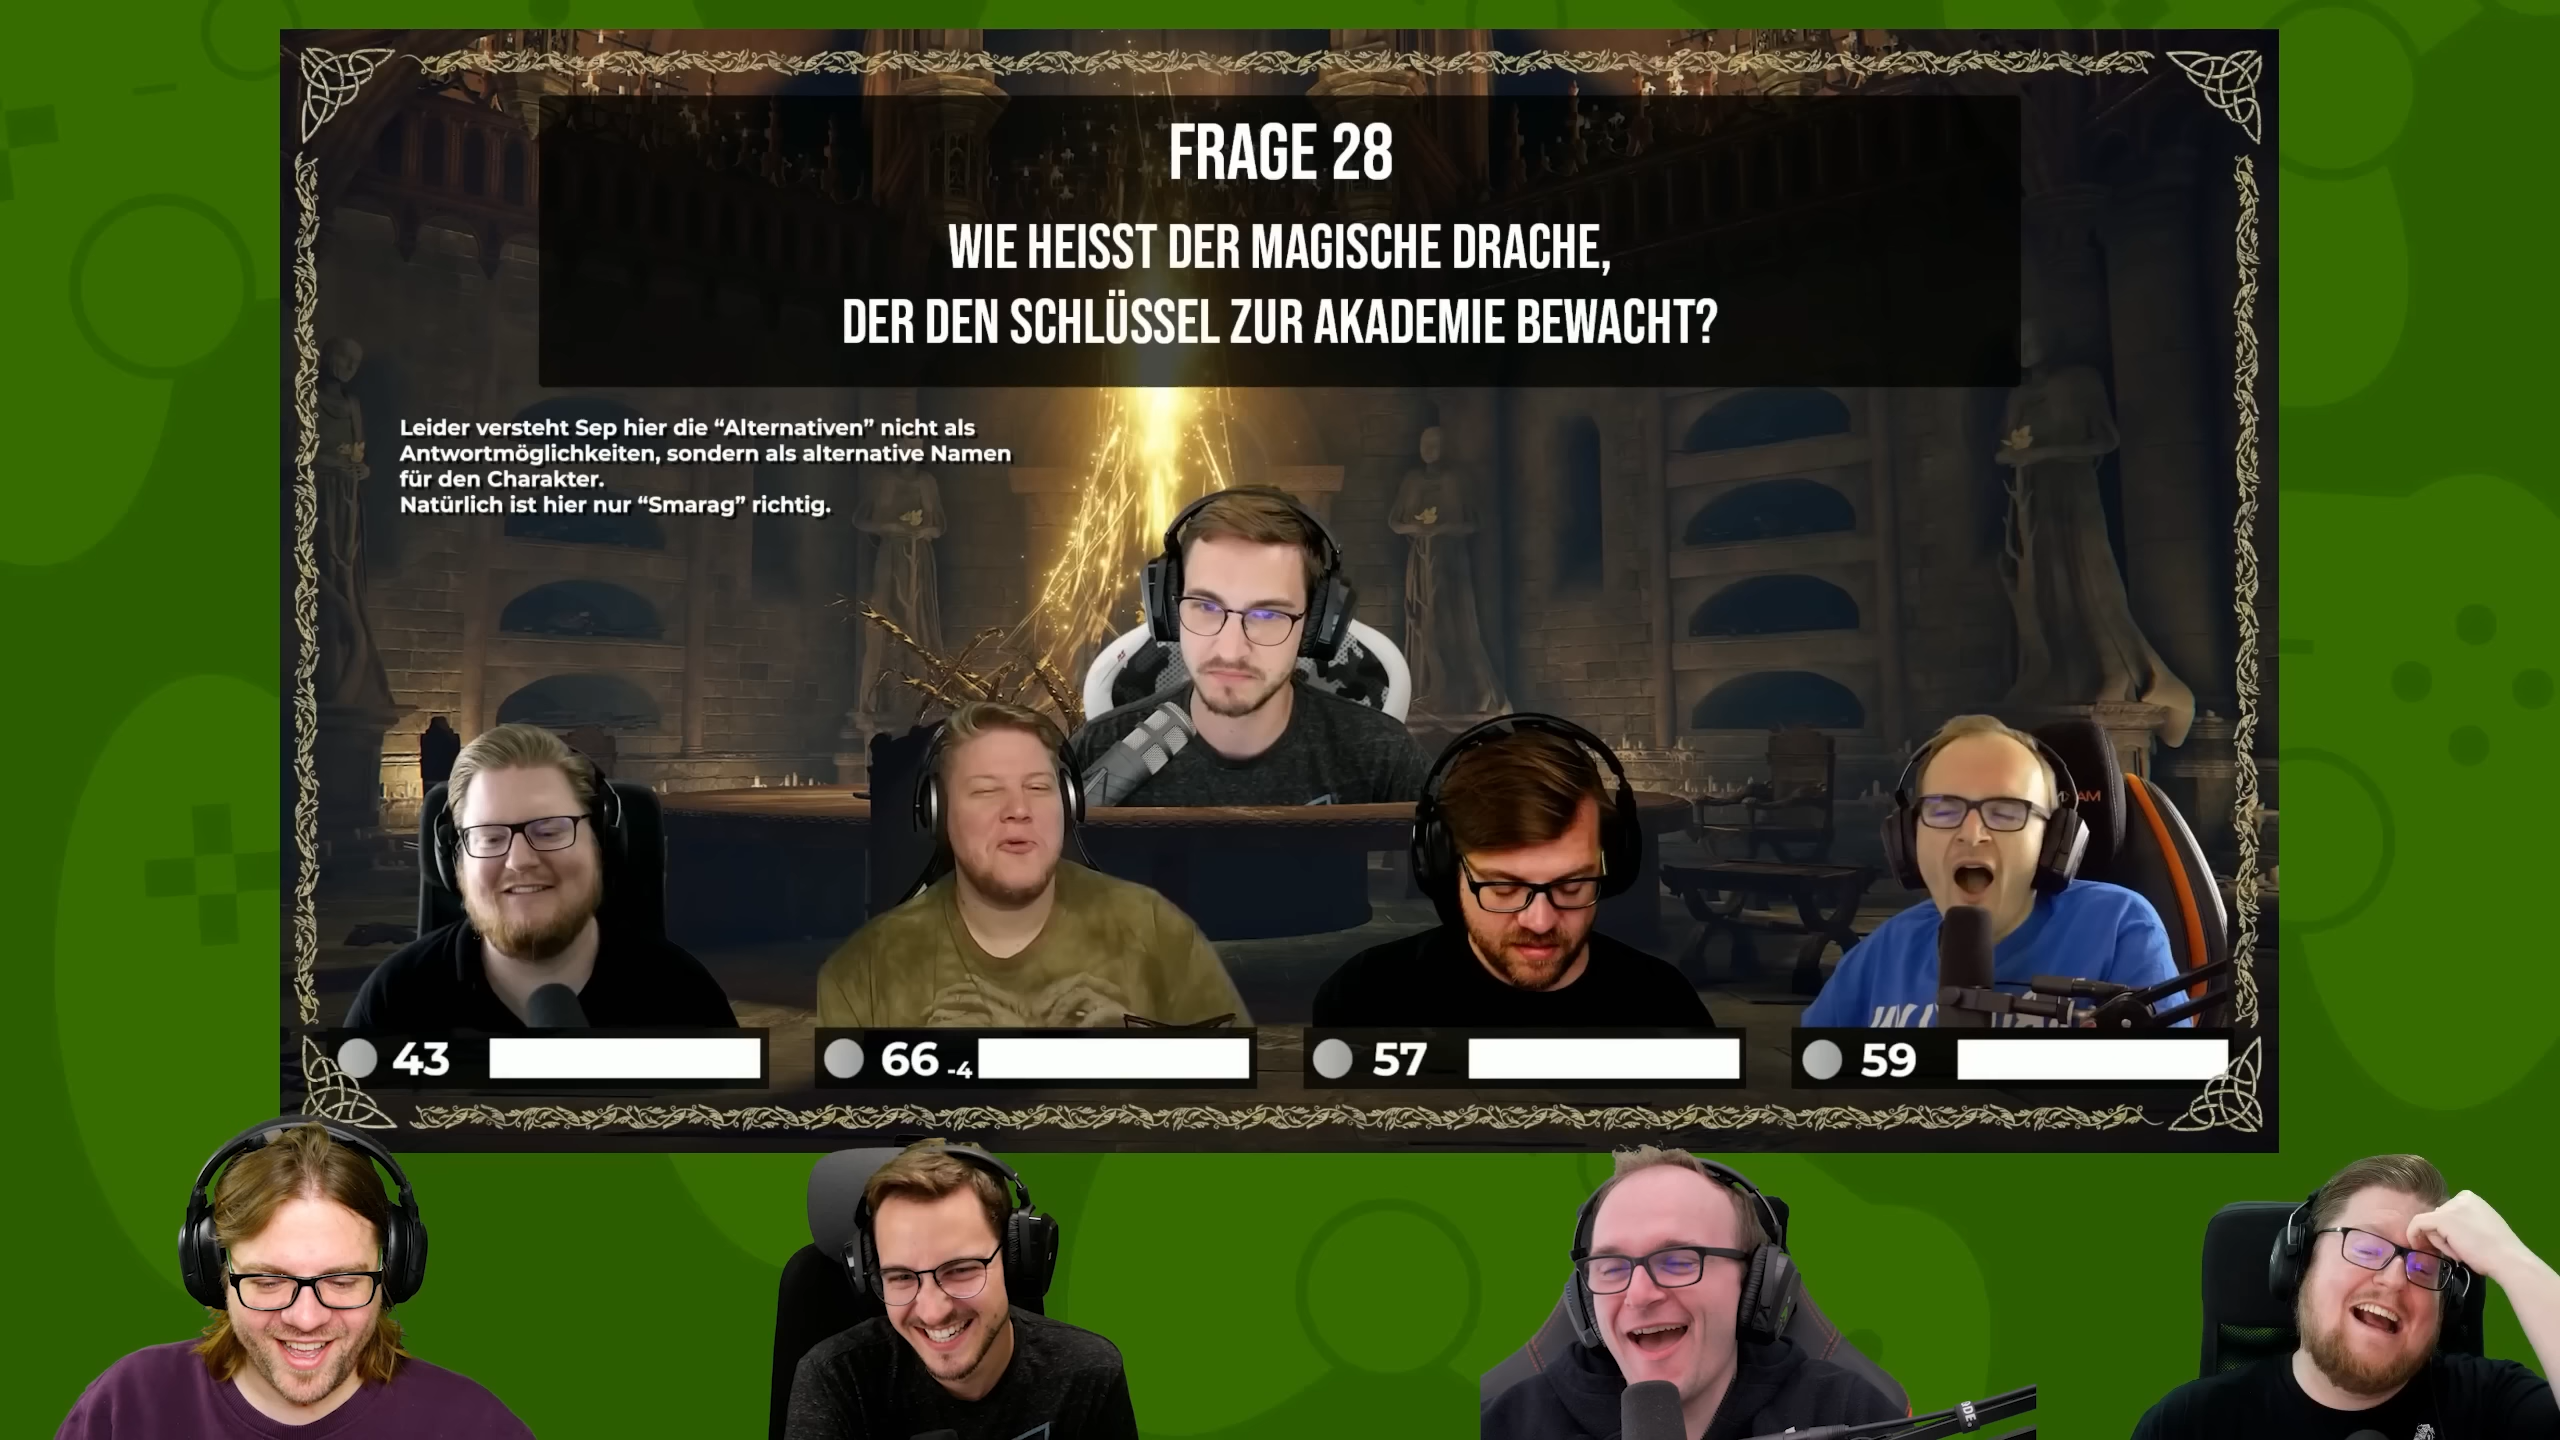 FRAGE 28
WIE HEISST DER MAGISCHE DRACHE,
DER DEN SCHLÜSSEL ZUR AKADEMIE BEWACHT?
Leider versteht Sep hier die “Alternativen” nicht als
Antwortmöglichkeiten, sondern als alternative Namen
für den Charakter.
Natürlich ist hier nur “Smarag” richtig.
43
66 -4
57
59